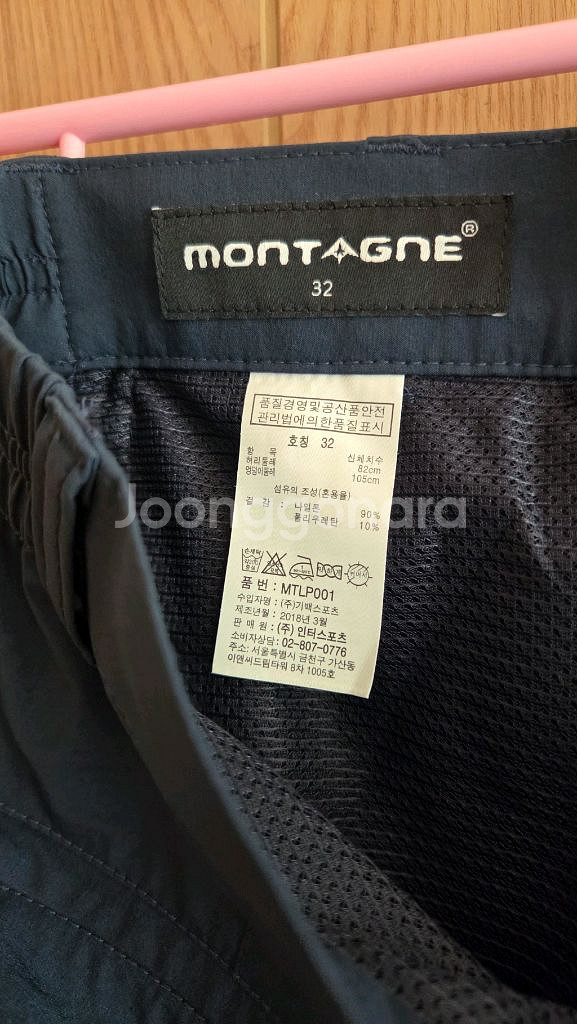 MONTAGNE®
32
품질경영및공산품안전
관리법에의한품질표시
호칭 32
항 목 신체치수
허리둘레 82cm
엉덩이둘레 105cm
섬유의 조성(혼용율)
겉 감 : 나일론 90%
폴리우레탄 10%
Joonggonara
품 번 : MTLP001
수입자명 : (주)기백스포츠
제조년월 : 2018년 3월
판 매 원 : (주) 인터스포츠
소비자상담: 02-807-0776
주소: 서울특별시 금천구 가산동
이앤씨드림타워 8차 1005호